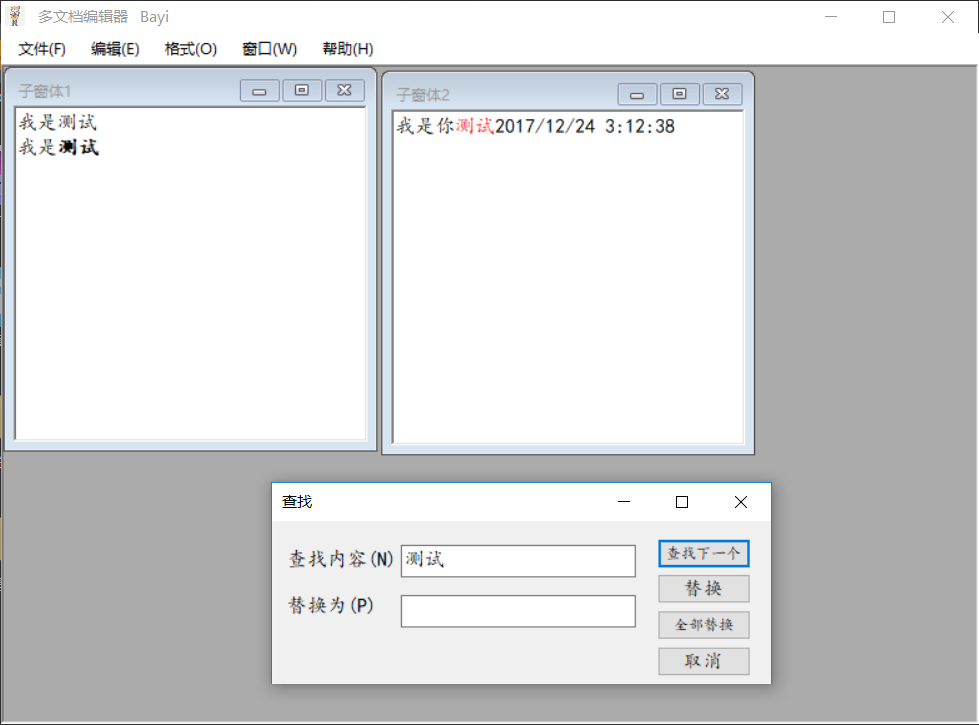 多文档编辑器 Bayi
文件(F) 编辑(E) 格式(O) 窗口(W) 帮助(H)
子窗体1
我是测试
我是测试
子窗体2
我是你测试2017/12/24 3:12:38
查找
查找内容(N) 测试
替换为(P)
查找下一个
替换
全部替换
取消